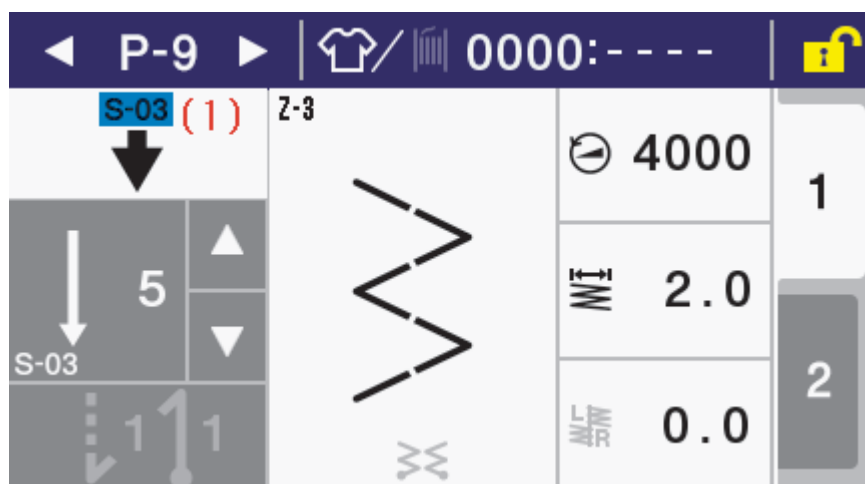 P-9 0000:----
S-03 (1)
Z-3
4000
1
5
S-03
2.0
2
1 1
L
R
0.0